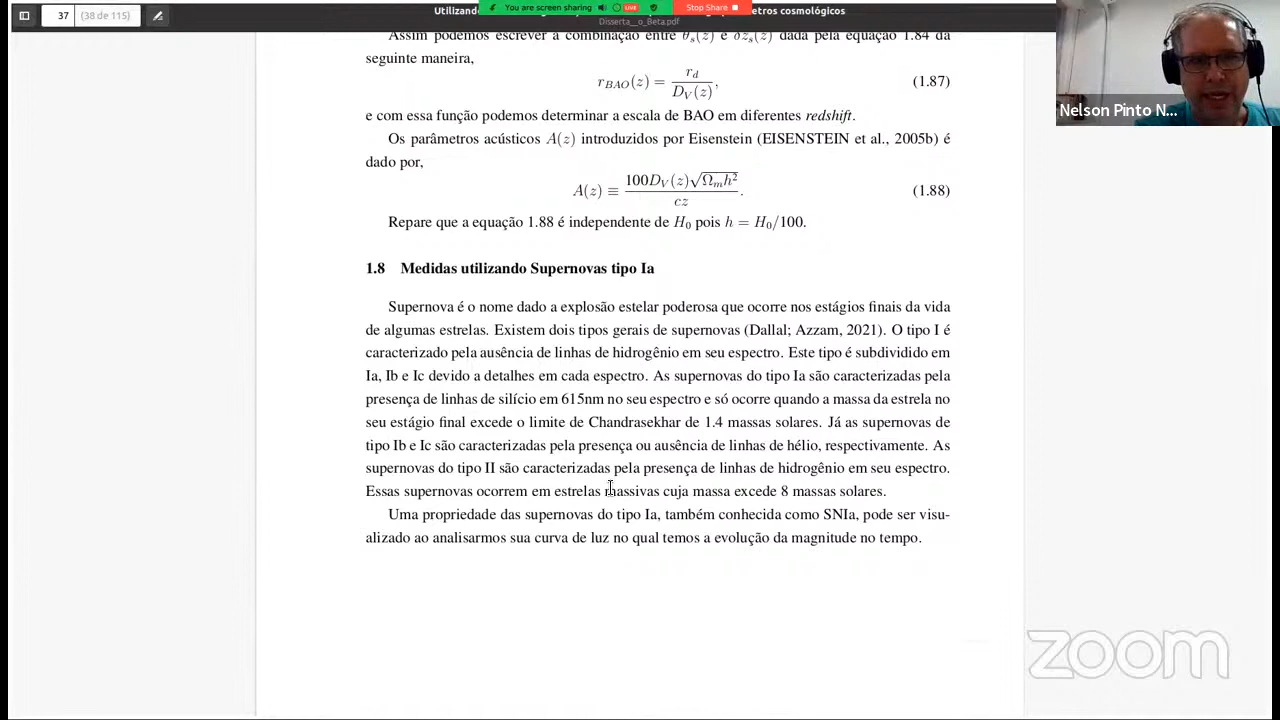 37 (38 de 115)
Utilizando
You are screen sharing LIVE Stop Share
etros cosmológicos
Disserta__o_Beta.pdf
Nelson Pinto N...
Assim podemos escrever a combinação entre θ_s(z) e δz_s(z) dada pela equação 1.84 da
seguinte maneira,
r_{BAO}(z) = \frac{r_d}{D_V(z)}, (1.87)
e com essa função podemos determinar a escala de BAO em diferentes redshift.
Os parâmetros acústicos A(z) introduzidos por Eisenstein (EISENSTEIN et al., 2005b) é
dado por,
A(z) ≡ \frac{100D_V(z)\sqrt{Ω_m h^2}}{cz}. (1.88)
Repare que a equação 1.88 é independente de H_0 pois h = H_0/100.
1.8 Medidas utilizando Supernovas tipo Ia
Supernova é o nome dado a explosão estelar poderosa que ocorre nos estágios finais da vida
de algumas estrelas. Existem dois tipos gerais de supernovas (Dallal; Azzam, 2021). O tipo I é
caracterizado pela ausência de linhas de hidrogênio em seu espectro. Este tipo é subdividido em
Ia, Ib e Ic devido a detalhes em cada espectro. As supernovas do tipo Ia são caracterizadas pela
presença de linhas de silício em 615nm no seu espectro e só ocorre quando a massa da estrela no
seu estágio final excede o limite de Chandrasekhar de 1.4 massas solares. Já as supernovas de
tipo Ib e Ic são caracterizadas pela presença ou ausência de linhas de hélio, respectivamente. As
supernovas do tipo II são caracterizadas pela presença de linhas de hidrogênio em seu espectro.
Essas supernovas ocorrem em estrelas massivas cuja massa excede 8 massas solares.
Uma propriedade das supernovas do tipo Ia, também conhecida como SNIa, pode ser visu-
alizado ao analisarmos sua curva de luz no qual temos a evolução da magnitude no tempo.
zoom